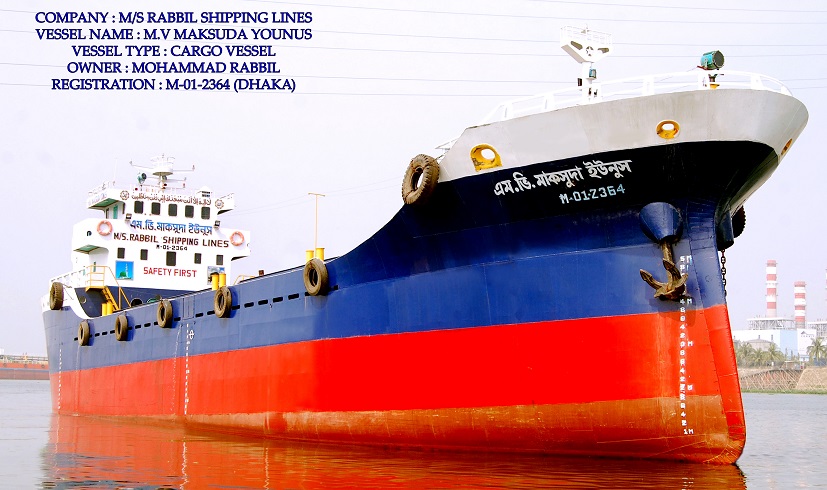 COMPANY : M/S RABBIL SHIPPING LINES
VESSEL NAME : M.V MAKSUDA YOUNUS
VESSEL TYPE : CARGO VESSEL
OWNER : MOHAMMAD RABBIL
REGISTRATION : M-01-2364 (DHAKA)
এম.ভি.মাকসুদা ইউনুস
M-01-2364
এম.ভি.মাকসুদা ইউনুস
M/S. RABBIL SHIPPING LINES
M-01-2364
SAFETY FIRST